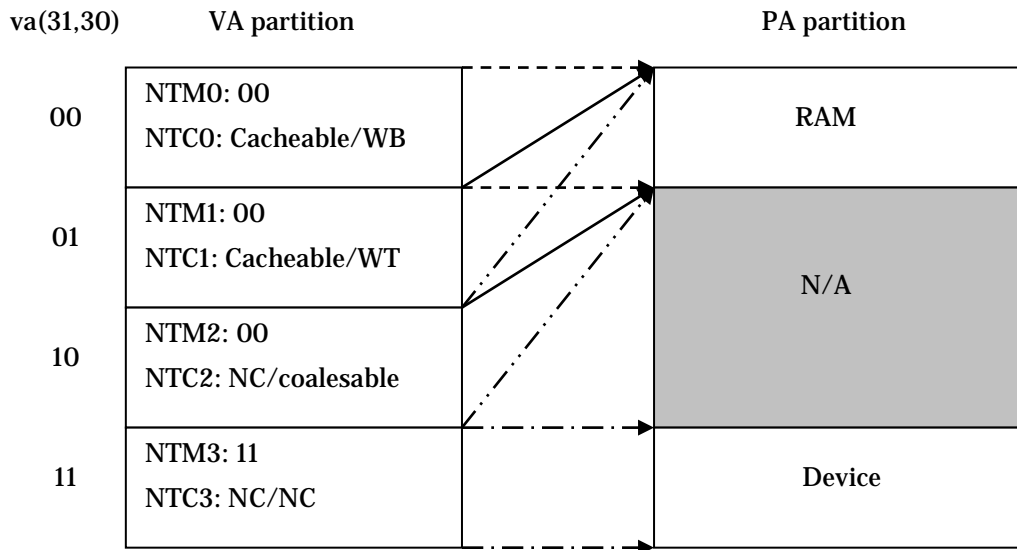 va(31,30) VA partition PA partition
00
NTM0: 00
NTC0: Cacheable/WB
RAM
01
NTM1: 00
NTC1: Cacheable/WT
N/A
10
NTM2: 00
NTC2: NC/coalesable
11
NTM3: 11
NTC3: NC/NC
Device